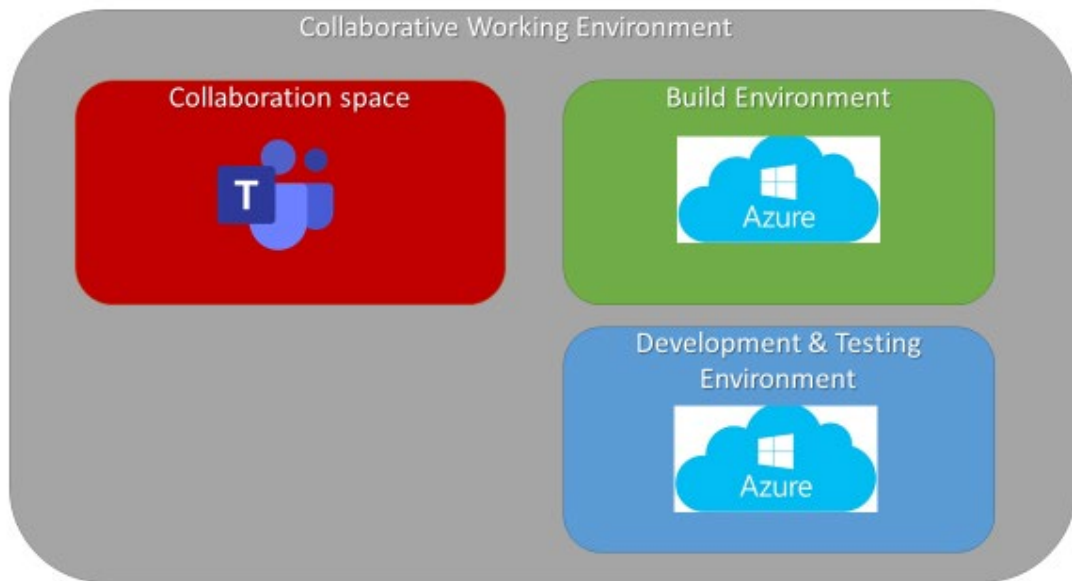 Collaborative Working Environment
Collaboration space
T
Build Environment
Azure
Development & Testing
Environment
Azure